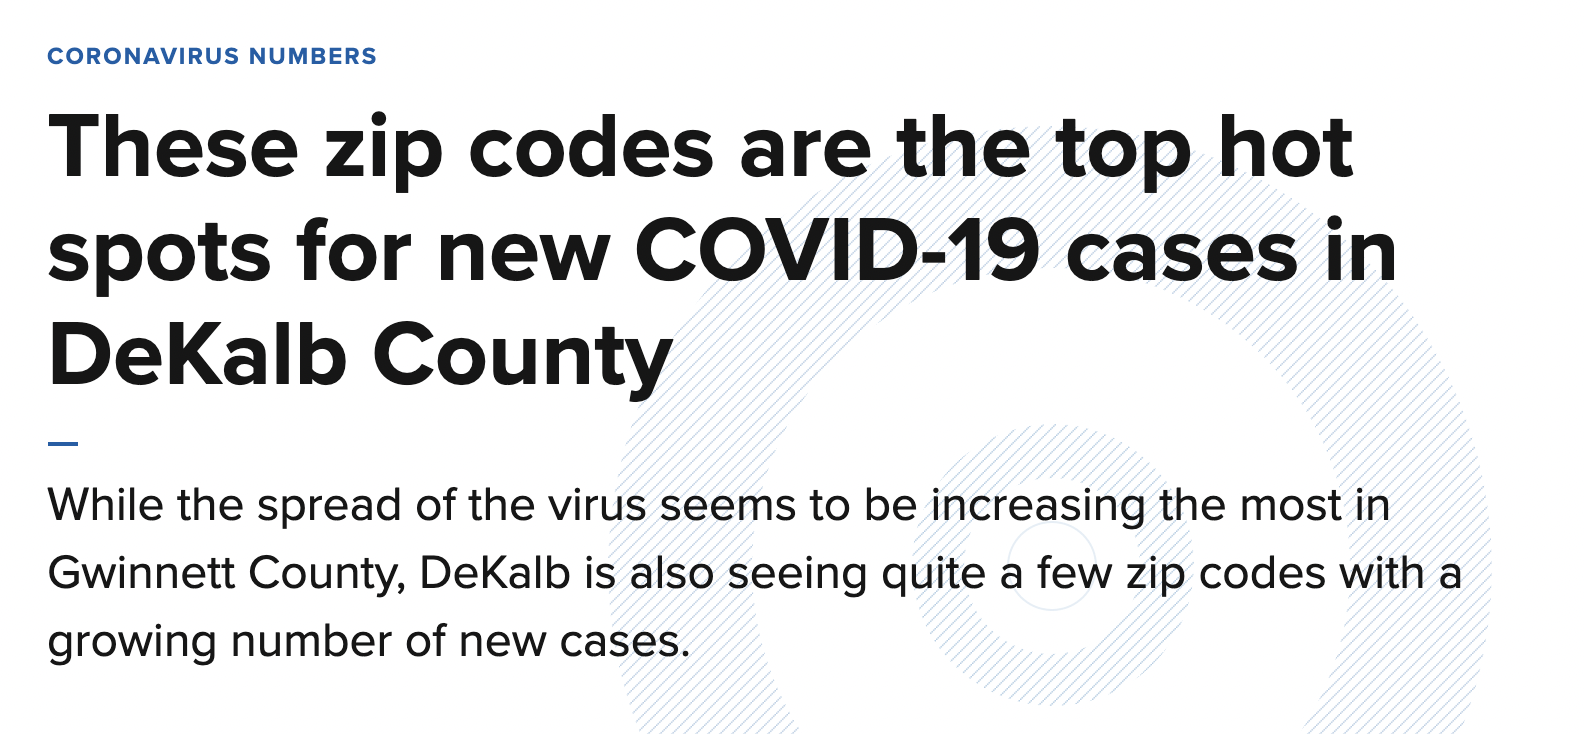 CORONAVIRUS NUMBERS
These zip codes are the top hot
spots for new COVID-19 cases in
DeKalb County
While the spread of the virus seems to be increasing the most in
Gwinnett County, DeKalb is also seeing quite a few zip codes with a
growing number of new cases.